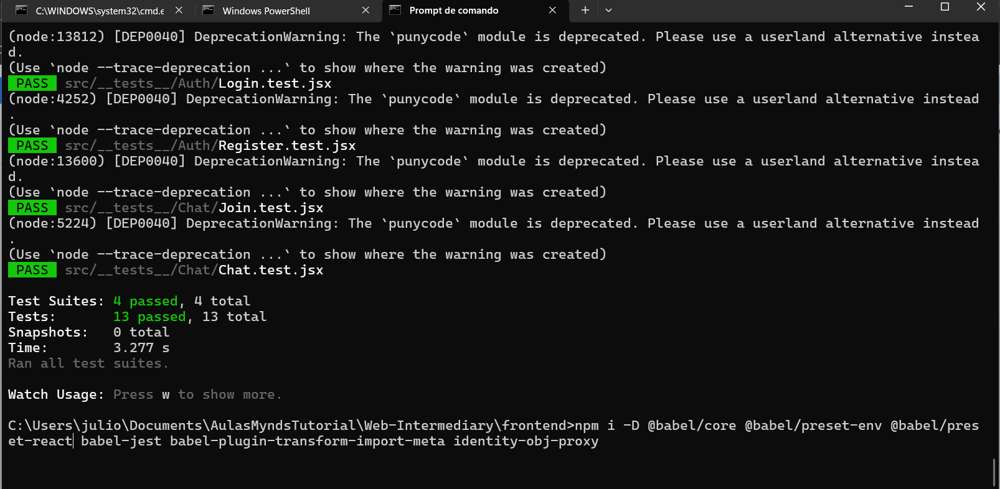 C:\WINDOWS\system32\cmd.e
Windows PowerShell
Prompt de comando
(node:13812) [DEP0040] DeprecationWarning: The `punycode` module is deprecated. Please use a userland alternative instea
d.
(Use `node --trace-deprecation ...` to show where the warning was created)
PASS src/__tests__/Auth/Login.test.jsx
(node:4252) [DEP0040] DeprecationWarning: The `punycode` module is deprecated. Please use a userland alternative instead
.
(Use `node --trace-deprecation ...` to show where the warning was created)
PASS src/__tests__/Auth/Register.test.jsx
(node:13600) [DEP0040] DeprecationWarning: The `punycode` module is deprecated. Please use a userland alternative instea
d.
(Use `node --trace-deprecation ...` to show where the warning was created)
PASS src/__tests__/Chat/Join.test.jsx
(node:5224) [DEP0040] DeprecationWarning: The `punycode` module is deprecated. Please use a userland alternative instead
.
(Use `node --trace-deprecation ...` to show where the warning was created)
PASS src/__tests__/Chat/Chat.test.jsx
Test Suites: 4 passed, 4 total
Tests: 13 passed, 13 total
Snapshots: 0 total
Time: 3.277 s
Ran all test suites.
Watch Usage: Press w to show more.
C:\Users\julio\Documents\AulasMyndsTutorial\Web-Intermediary\frontend>npm i -D @babel/core @babel/preset-env @babel/pres
et-react babel-jest babel-plugin-transform-import-meta identity-obj-proxy